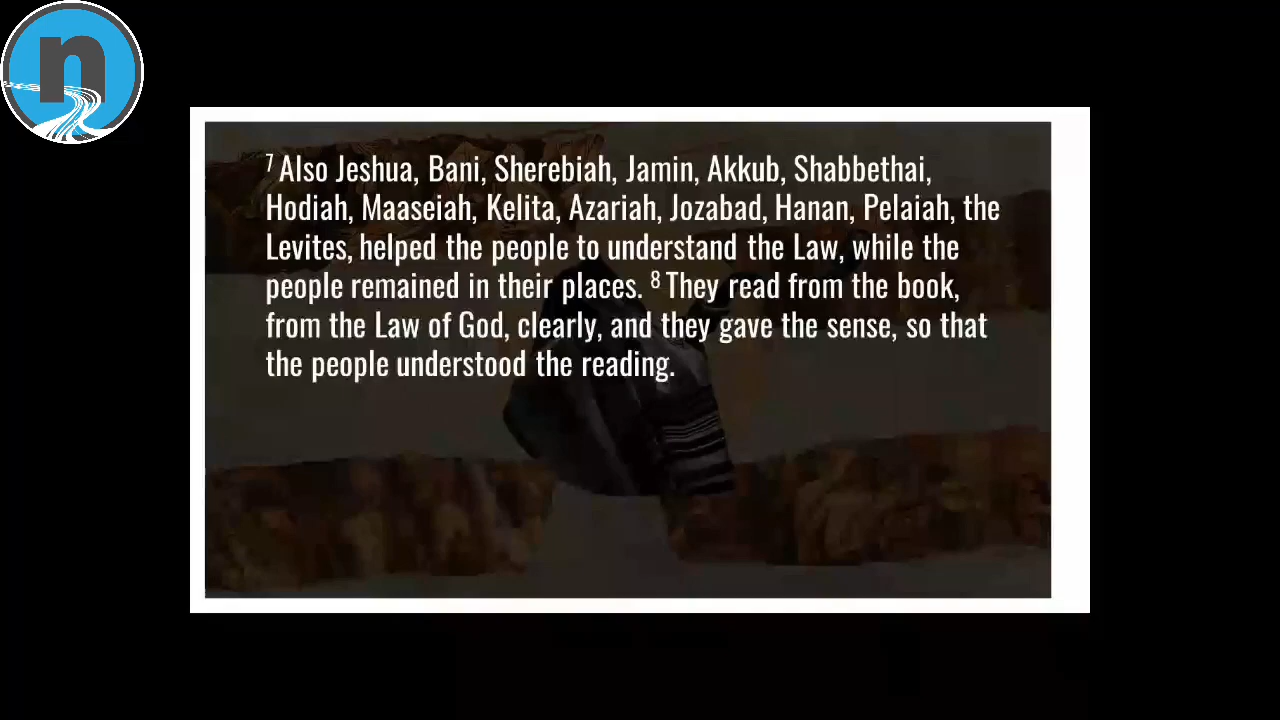 n
7 Also Jeshua, Bani, Sherebiah, Jamin, Akkub, Shabbethai,
Hodiah, Maaseiah, Kelita, Azariah, Jozabad, Hanan, Pelaiah, the
Levites, helped the people to understand the Law, while the
people remained in their places. 8 They read from the book,
from the Law of God, clearly, and they gave the sense, so that
the people understood the reading.